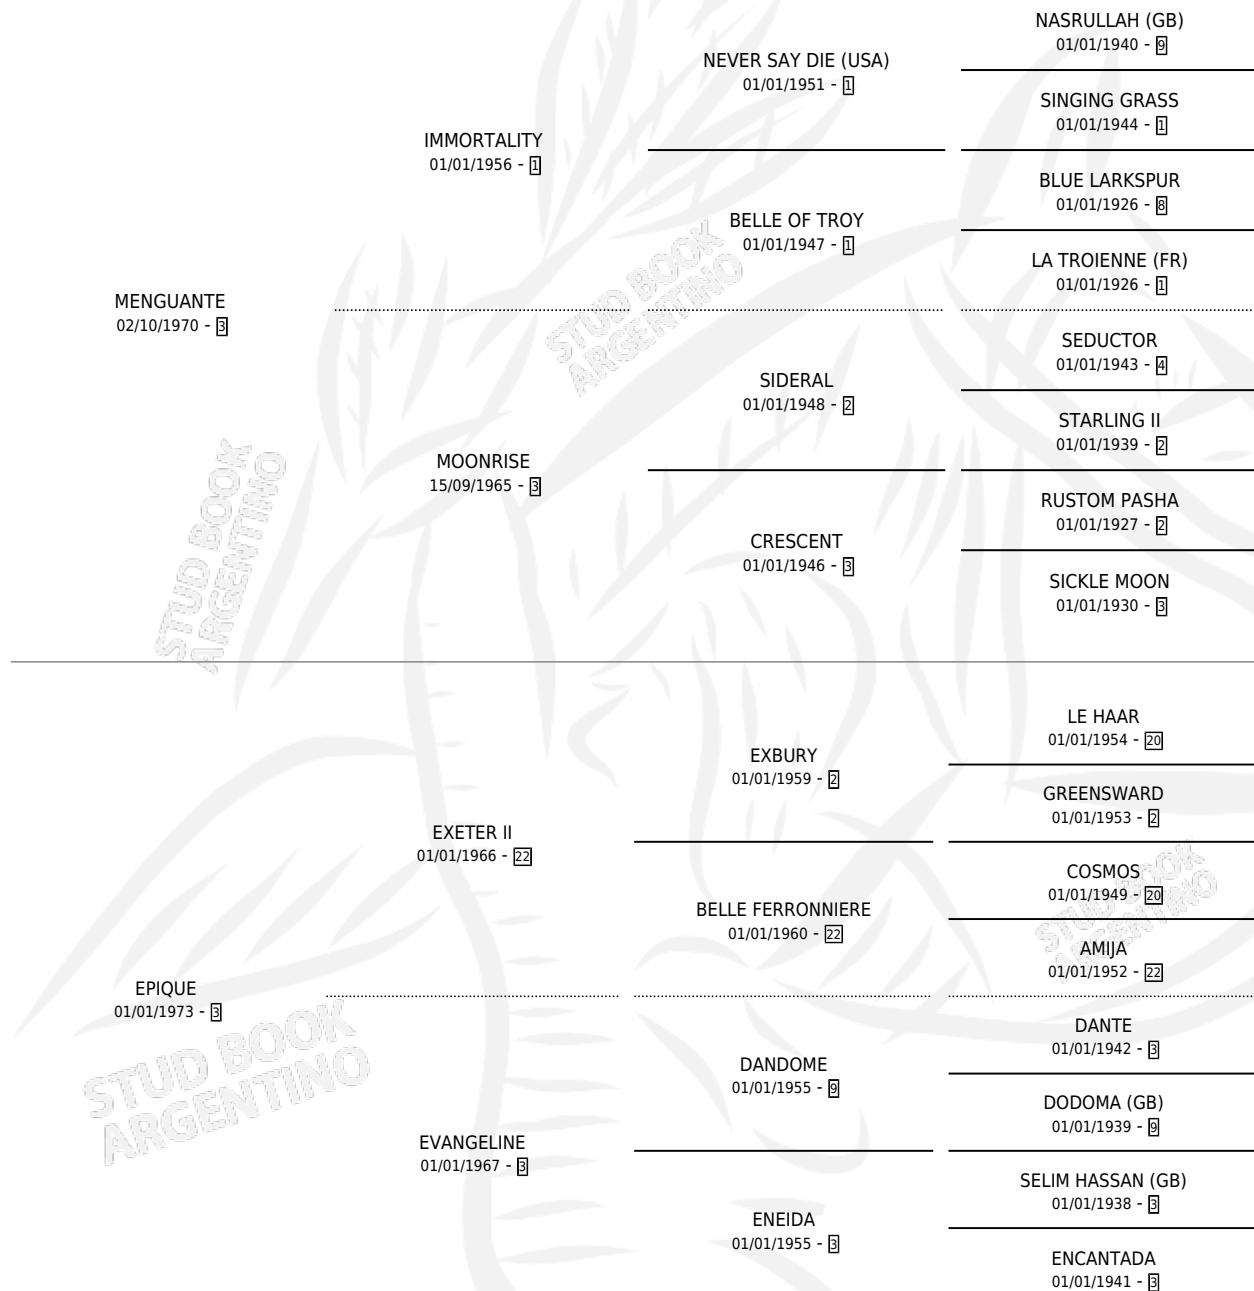 NASRULLAH (GB)
01/01/1940 - 9
NEVER SAY DIE (USA)
01/01/1951 - 1
SINGING GRASS
01/01/1944 - 1
IMMORTALITY
01/01/1956 - 1
BLUE LARKSPUR
01/01/1926 - 8
BELLE OF TROY
01/01/1947 - 1
LA TROIENNE (FR)
01/01/1926 - 1
MENGUANTE
02/10/1970 - 3
SEDUCTOR
01/01/1943 - 4
SIDERAL
01/01/1948 - 2
STARLING II
01/01/1939 - 2
MOONRISE
15/09/1965 - 3
RUSTOM PASHA
01/01/1927 - 2
CRESCENT
01/01/1946 - 3
SICKLE MOON
01/01/1930 - 3
LE HAAR
01/01/1954 - 20
EXBURY
01/01/1959 - 2
GREENSWARD
01/01/1953 - 2
EXETER II
01/01/1966 - 22
COSMOS
01/01/1949 - 20
BELLE FERRONNIERE
01/01/1960 - 22
AMIJA
01/01/1952 - 22
EPIQUE
01/01/1973 - 3
DANTE
01/01/1942 - 3
DANDOME
01/01/1955 - 9
DODOMA (GB)
01/01/1939 - 9
EVANGELINE
01/01/1967 - 3
SELIM HASSAN (GB)
01/01/1938 - 3
ENEIDA
01/01/1955 - 3
ENCANTADA
01/01/1941 - 3
STUD BOOK
ARGENTINO
STUD BOOK
ARGENTINO
STUD BOOK
ARGENTINO
STUD BOOK
ARGENTINO